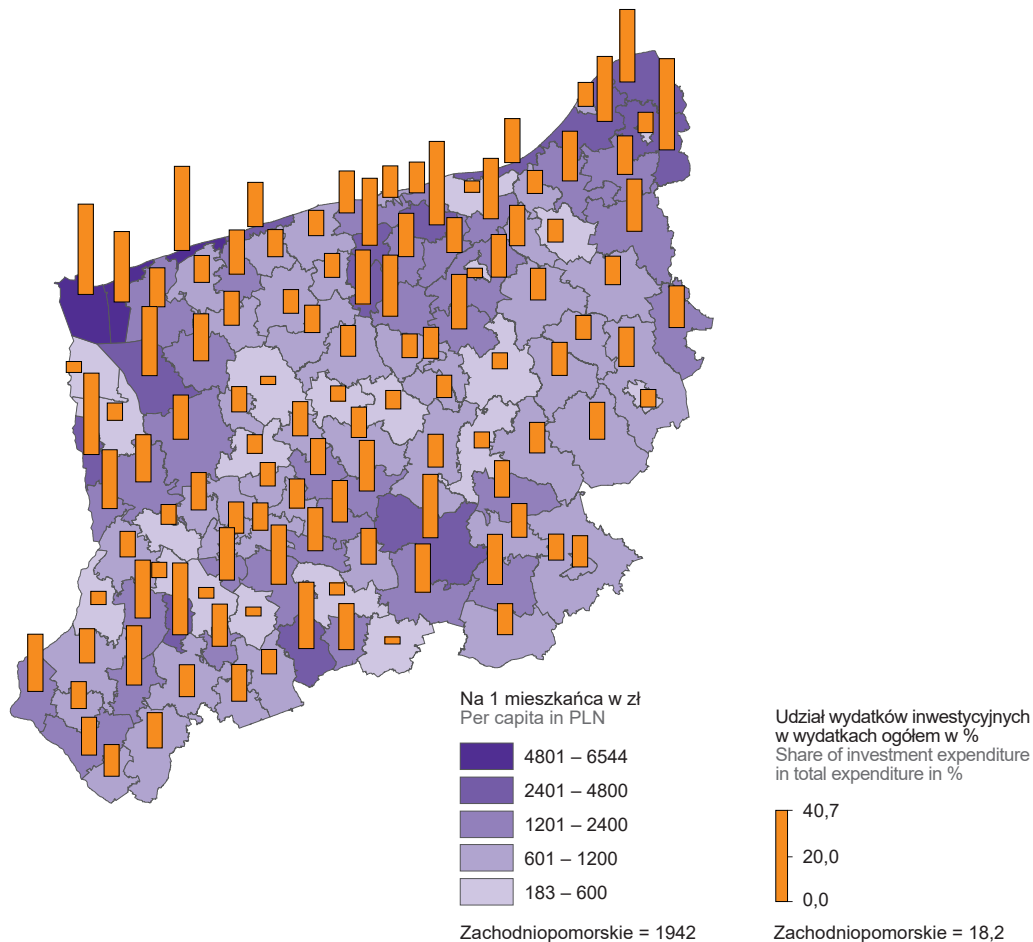 Na 1 mieszkańca w zł
Per capita in PLN
4801 – 6544
2401 – 4800
1201 – 2400
601 – 1200
183 – 600
Zachodniopomorskie = 1942
Udział wydatków inwestycyjnych
w wydatkach ogółem w %
Share of investment expenditure
in total expenditure in %
40,7
20,0
0,0
Zachodniopomorskie = 18,2